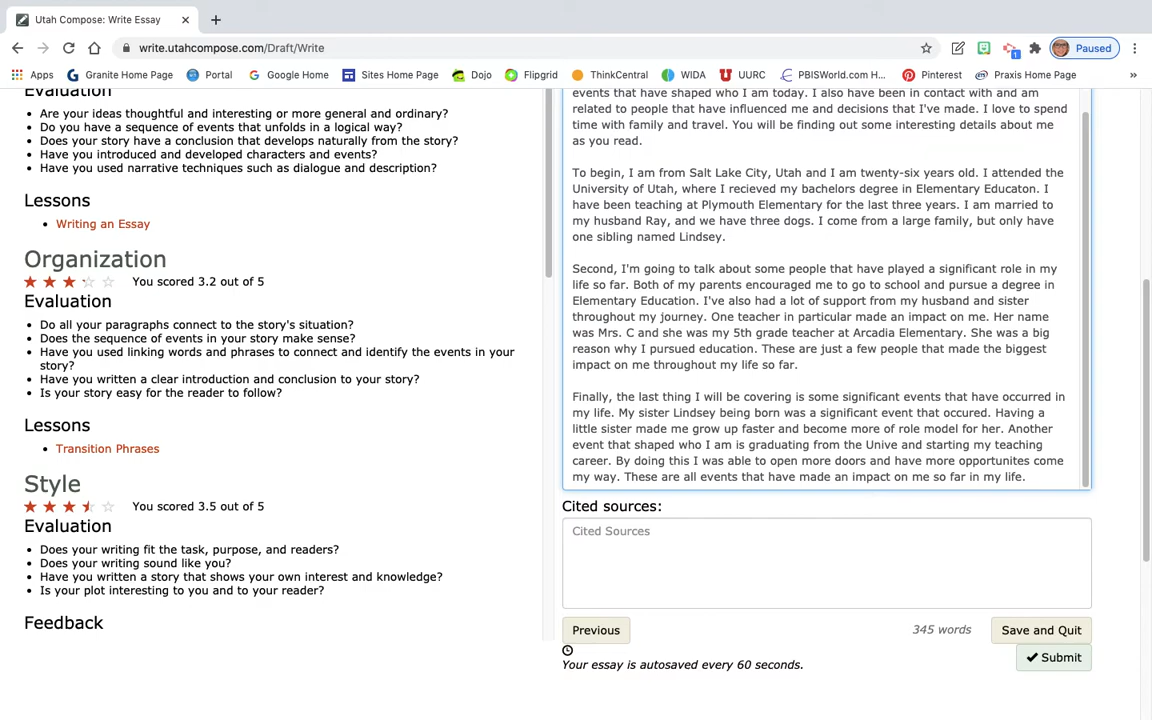 Utah Compose: Write Essay
write.utahcompose.com/Draft/Write
Paused
Apps
Granite Home Page
Portal
Google Home
Sites Home Page
Dojo
Flipgrid
ThinkCentral
WIDA
UURC
PBISWorld.com H...
Pinterest
Praxis Home Page
»
Evaluation
• Are your ideas thoughtful and interesting or more general and ordinary?
• Do you have a sequence of events that unfolds in a logical way?
• Does your story have a conclusion that develops naturally from the story?
• Have you introduced and developed characters and events?
• Have you used narrative techniques such as dialogue and description?
Lessons
• Writing an Essay
Organization
You scored 3.2 out of 5
Evaluation
• Do all your paragraphs connect to the story's situation?
• Does the sequence of events in your story make sense?
• Have you used linking words and phrases to connect and identify the events in your
story?
• Have you written a clear introduction and conclusion to your story?
• Is your story easy for the reader to follow?
Lessons
• Transition Phrases
Style
You scored 3.5 out of 5
Evaluation
• Does your writing fit the task, purpose, and readers?
• Does your writing sound like you?
• Have you written a story that shows your own interest and knowledge?
• Is your plot interesting to you and to your reader?
Feedback
events that have shaped who I am today. I also have been in contact with and am
related to people that have influenced me and decisions that I've made. I love to spend
time with family and travel. You will be finding out some interesting details about me
as you read.
To begin, I am from Salt Lake City, Utah and I am twenty-six years old. I attended the
University of Utah, where I recieved my bachelors degree in Elementary Educaton. I
have been teaching at Plymouth Elementary for the last three years. I am married to
my husband Ray, and we have three dogs. I come from a large family, but only have
one sibling named Lindsey.
Second, I'm going to talk about some people that have played a significant role in my
life so far. Both of my parents encouraged me to go to school and pursue a degree in
Elementary Education. I've also had a lot of support from my husband and sister
throughout my journey. One teacher in particular made an impact on me. Her name
was Mrs. C and she was my 5th grade teacher at Arcadia Elementary. She was a big
reason why I pursued education. These are just a few people that made the biggest
impact on me throughout my life so far.
Finally, the last thing I will be covering is some significant events that have occurred in
my life. My sister Lindsey being born was a significant event that occured. Having a
little sister made me grow up faster and become more of role model for her. Another
event that shaped who I am is graduating from the Unive and starting my teaching
career. By doing this I was able to open more doors and have more opportunites come
my way. These are all events that have made an impact on me so far in my life.
Cited sources:
Cited Sources
Previous
345 words
Save and Quit
Your essay is autosaved every 60 seconds.
Submit